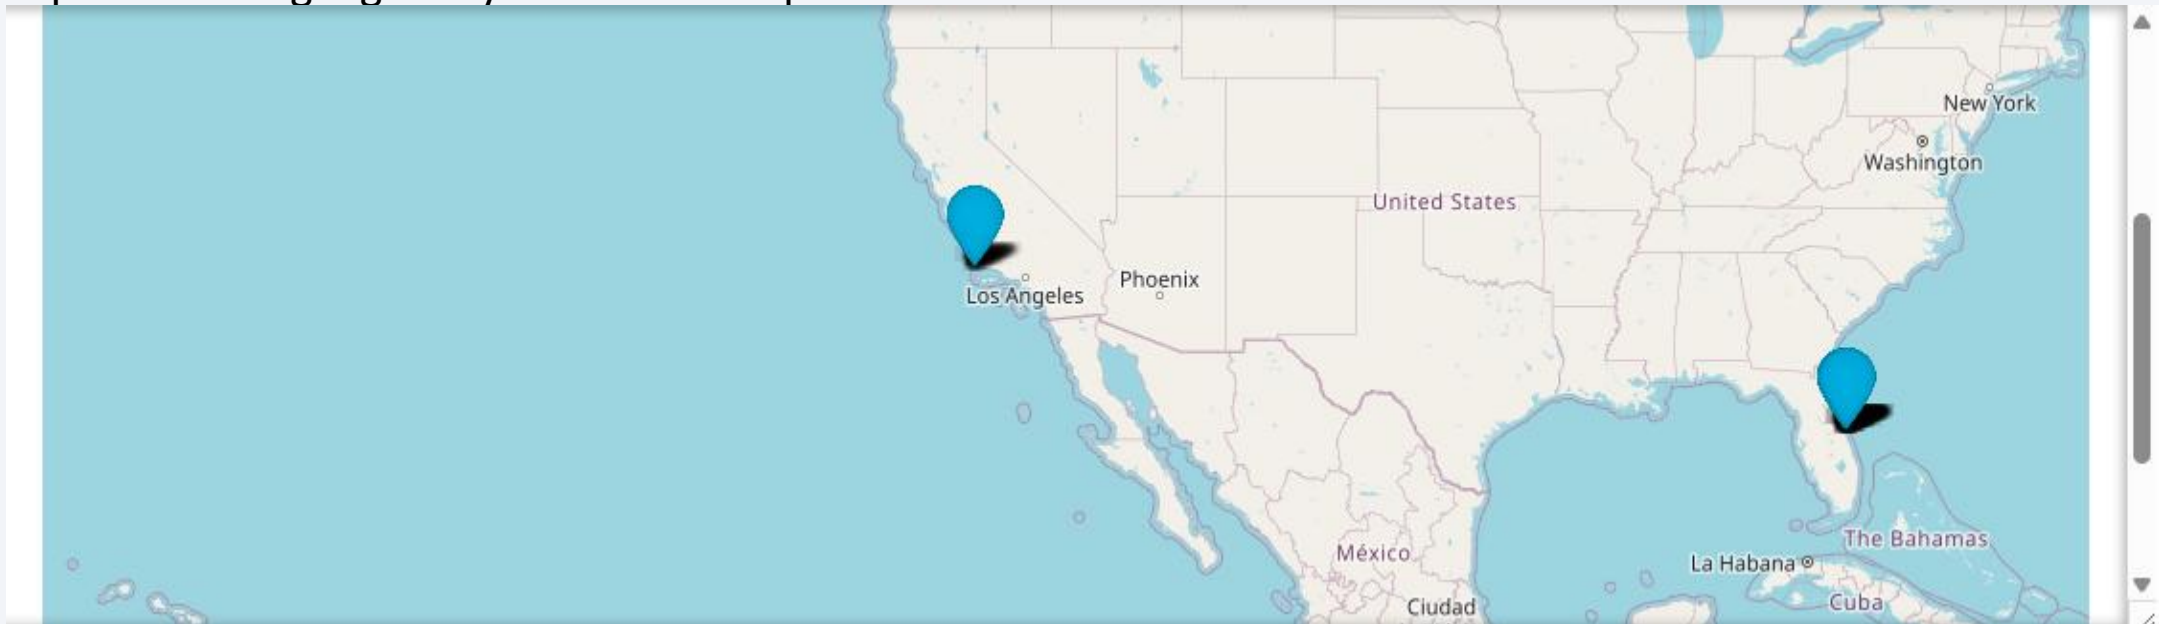 New York
Washington
United States
Phoenix
Los Angeles
The Bahamas
México
La Habana
Cuba
Ciudad